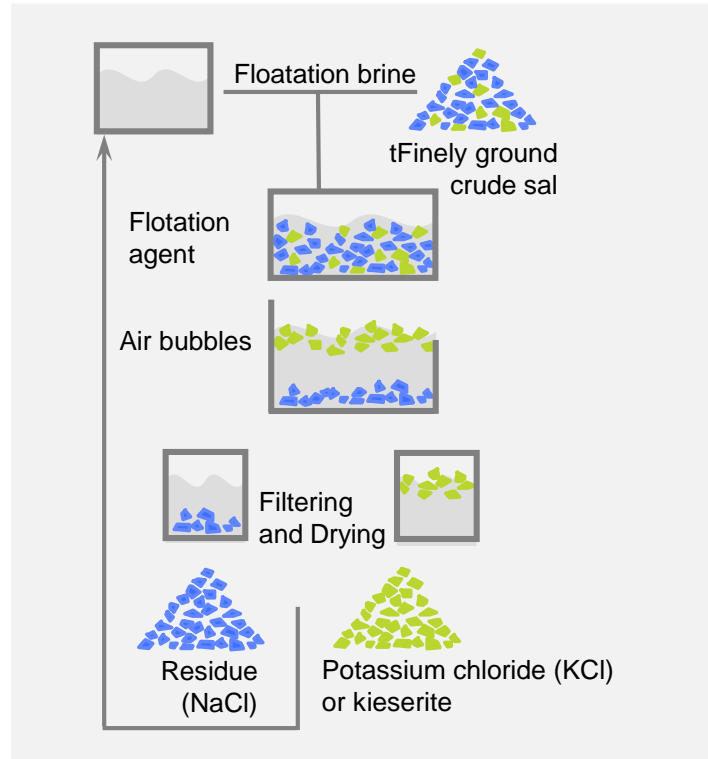 Floatation brine
tFinely ground
crude sal
Flotation
agent
Air bubbles
Filtering
and Drying
Residue
(NaCl)
Potassium chloride (KCl)
or kieserite